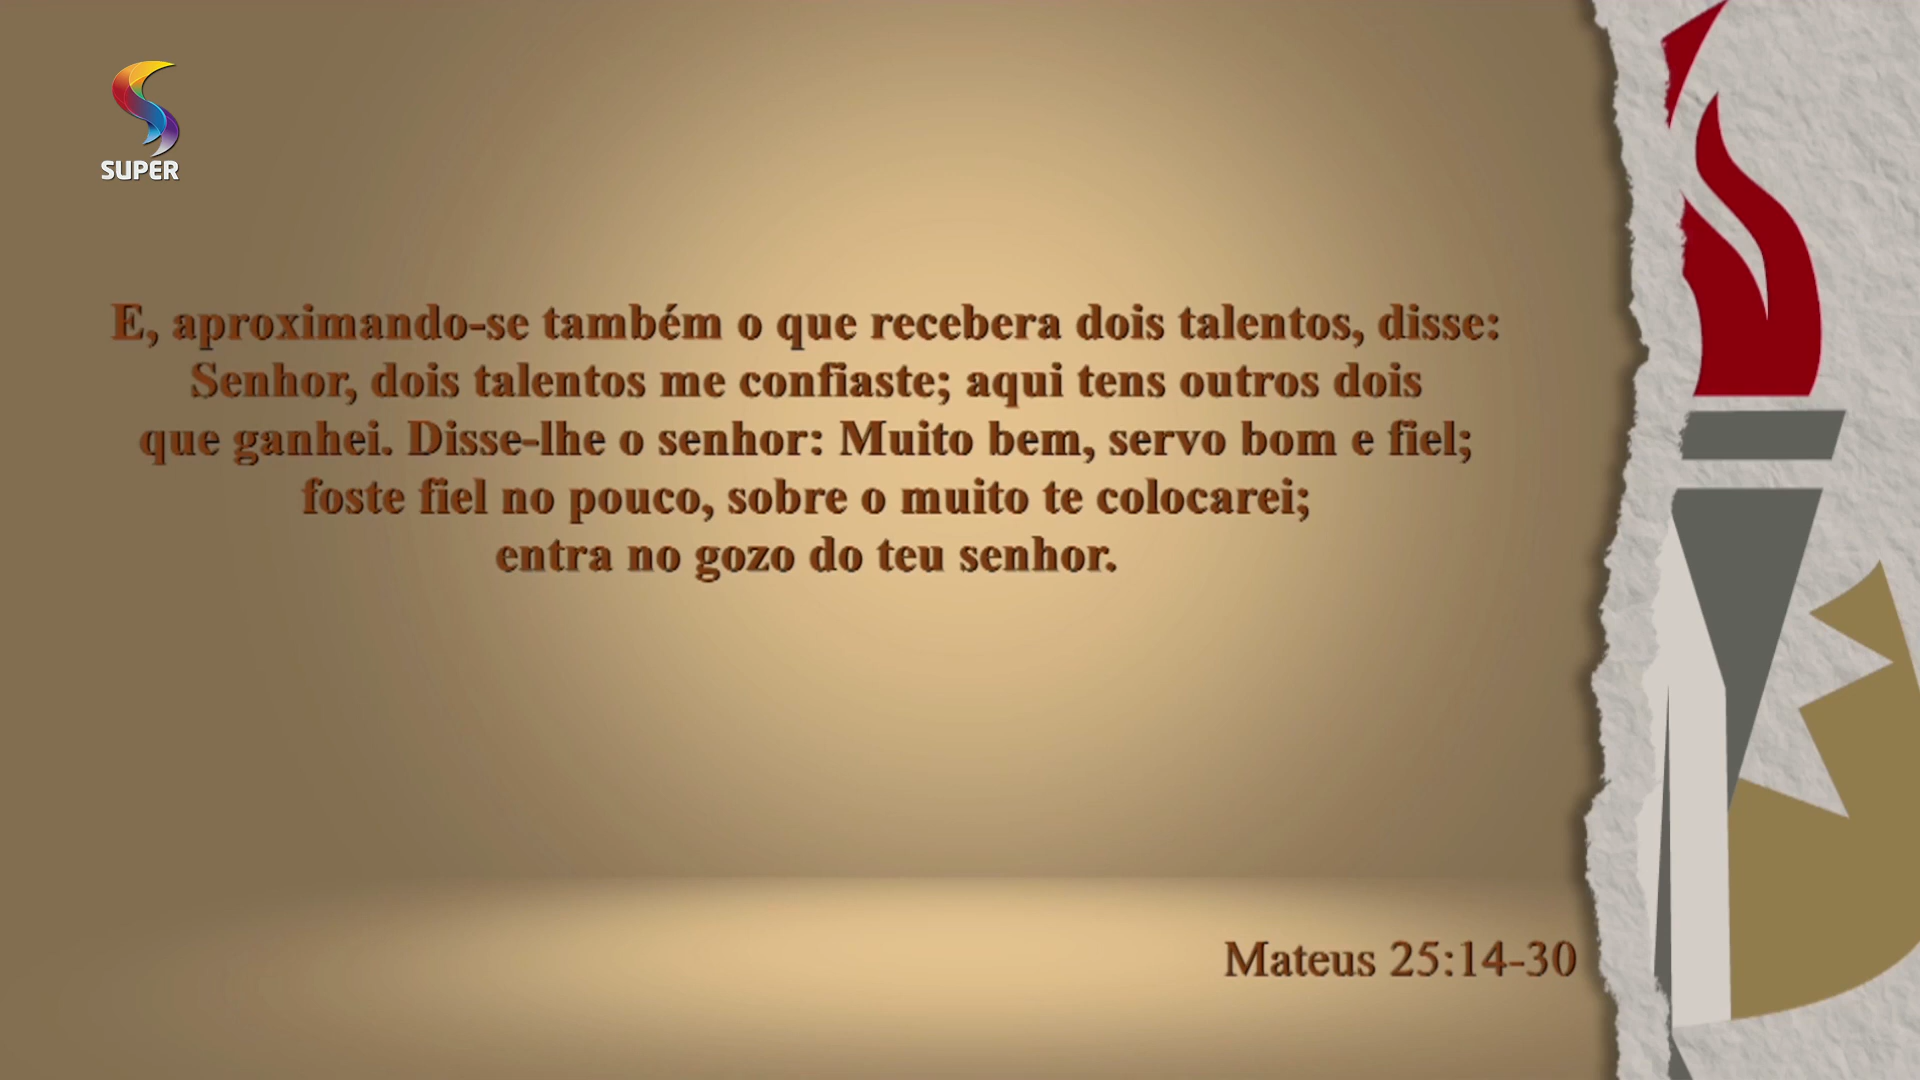 SUPER
E, aproximando-se também o que recebera dois talentos, disse:
Senhor, dois talentos me confiaste; aqui tens outros dois
que ganhei. Disse-lhe o senhor: Muito bem, servo bom e fiel;
foste fiel no pouco, sobre o muito te colocarei;
entra no gozo do teu senhor.
Mateus 25:14-30